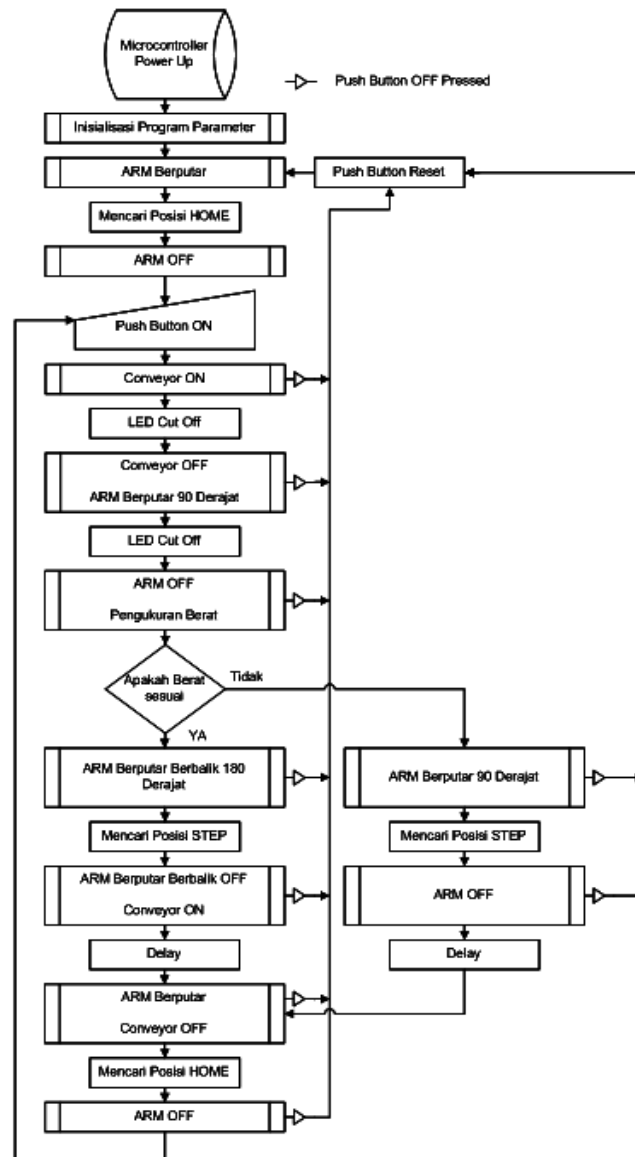 Microcontroller
Power Up
Push Button OFF Pressed
Inisialisasi Program Parameter
ARM Berputar
Push Button Reset
Mencari Posisi HOME
ARM OFF
Push Button ON
Conveyor ON
LED Cut Off
Conveyor OFF
ARM Berputar 90 Derajat
LED Cut Off
ARM OFF
Pengukuran Berat
Apakah Berat
sesuai
Tidak
YA
ARM Berputar Berbalik 180
Derajat
ARM Berputar 90 Derajat
Mencari Posisi STEP
Mencari Posisi STEP
ARM Berputar Berbalik OFF
Conveyor ON
ARM OFF
Delay
Delay
ARM Berputar
Conveyor OFF
Mencari Posisi HOME
ARM OFF